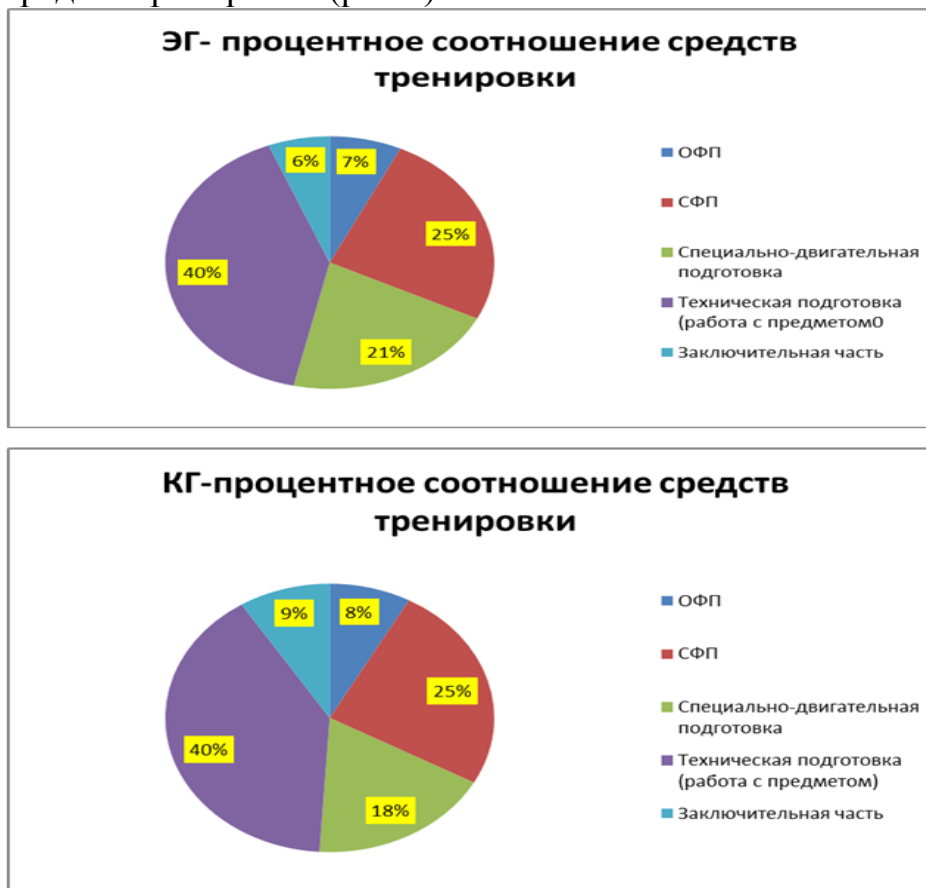 ЭГ- процентное соотношение средств
тренировки
6%
7%
25%
40%
21%
ОФП
СФП
Специально-двигательная
подготовка
Техническая подготовка
(работа с предметом0
Заключительная часть
КГ-процентное соотношение средств
тренировки
9%
8%
25%
40%
18%
ОФП
СФП
Специально-двигательная
подготовка
Техническая подготовка
(работа с предметом)
Заключительная часть